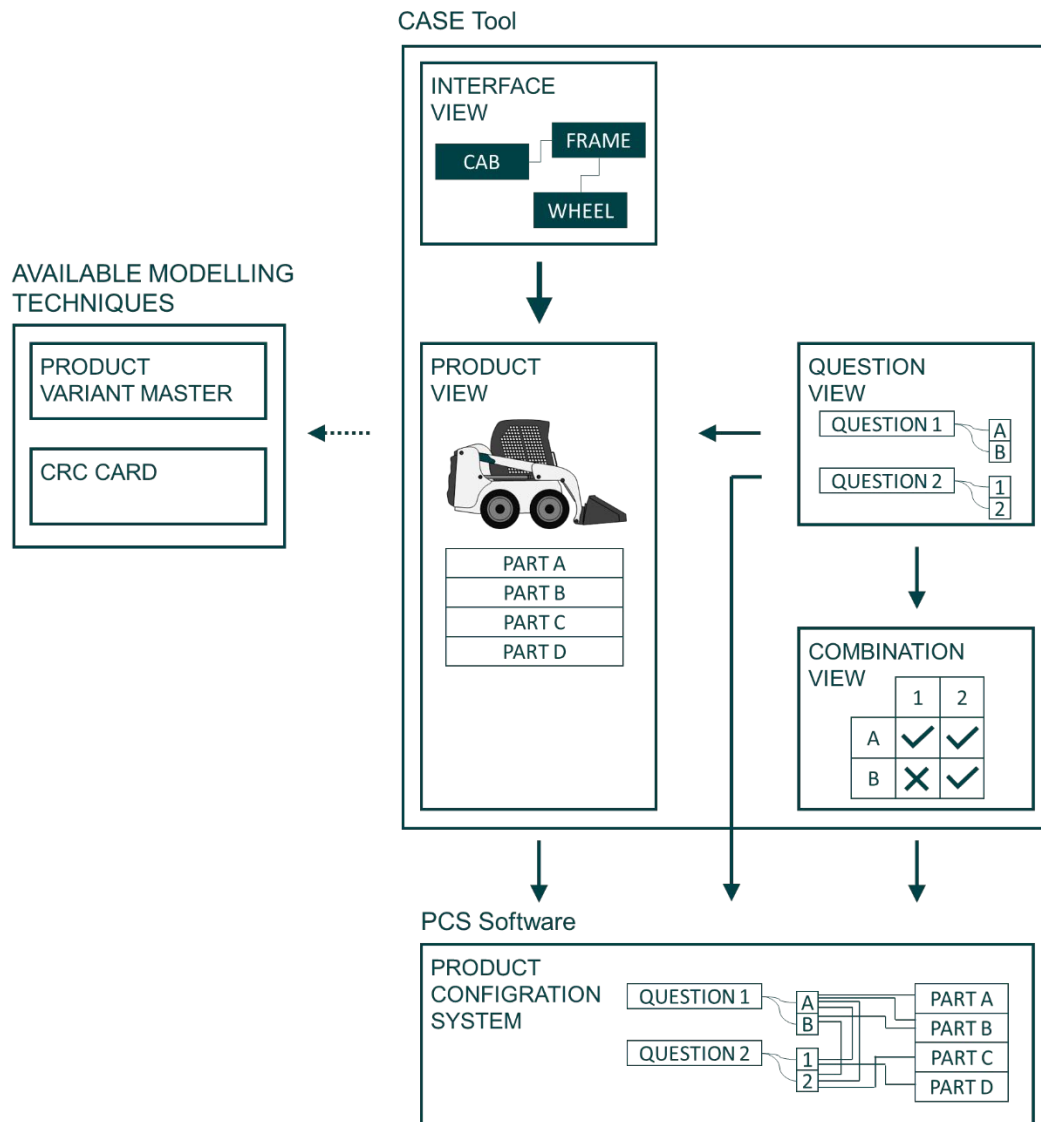 CASE Tool
INTERFACE
VIEW
CAB
FRAME
WHEEL
AVAILABLE MODELLING
TECHNIQUES
PRODUCT
VARIANT MASTER
CRC CARD
PRODUCT
VIEW
PART A
PART B
PART C
PART D
QUESTION
VIEW
QUESTION 1
A
B
QUESTION 2
1
2
COMBINATION
VIEW
1 2
A
B
PCS Software
PRODUCT
CONFIGRATION
SYSTEM
QUESTION 1
A
B
QUESTION 2
1
2
PART A
PART B
PART C
PART D